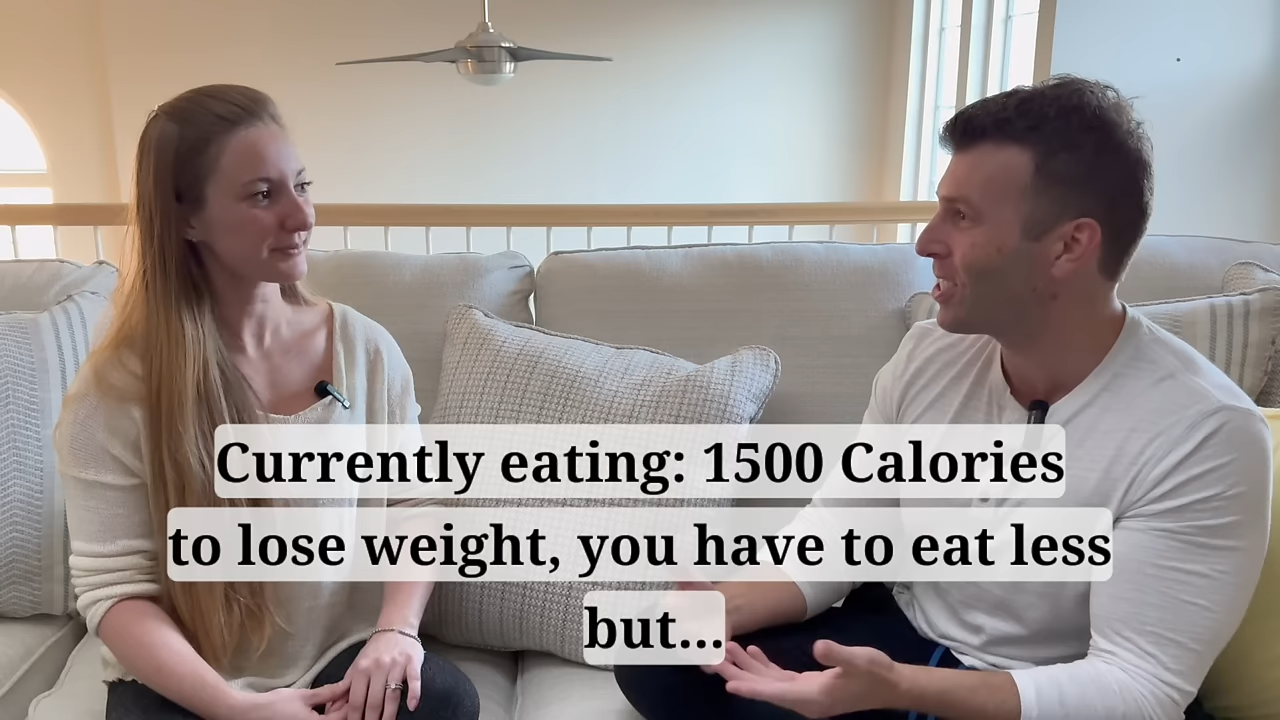 Currently eating: 1500 Calories
to lose weight, you have to eat less
but...